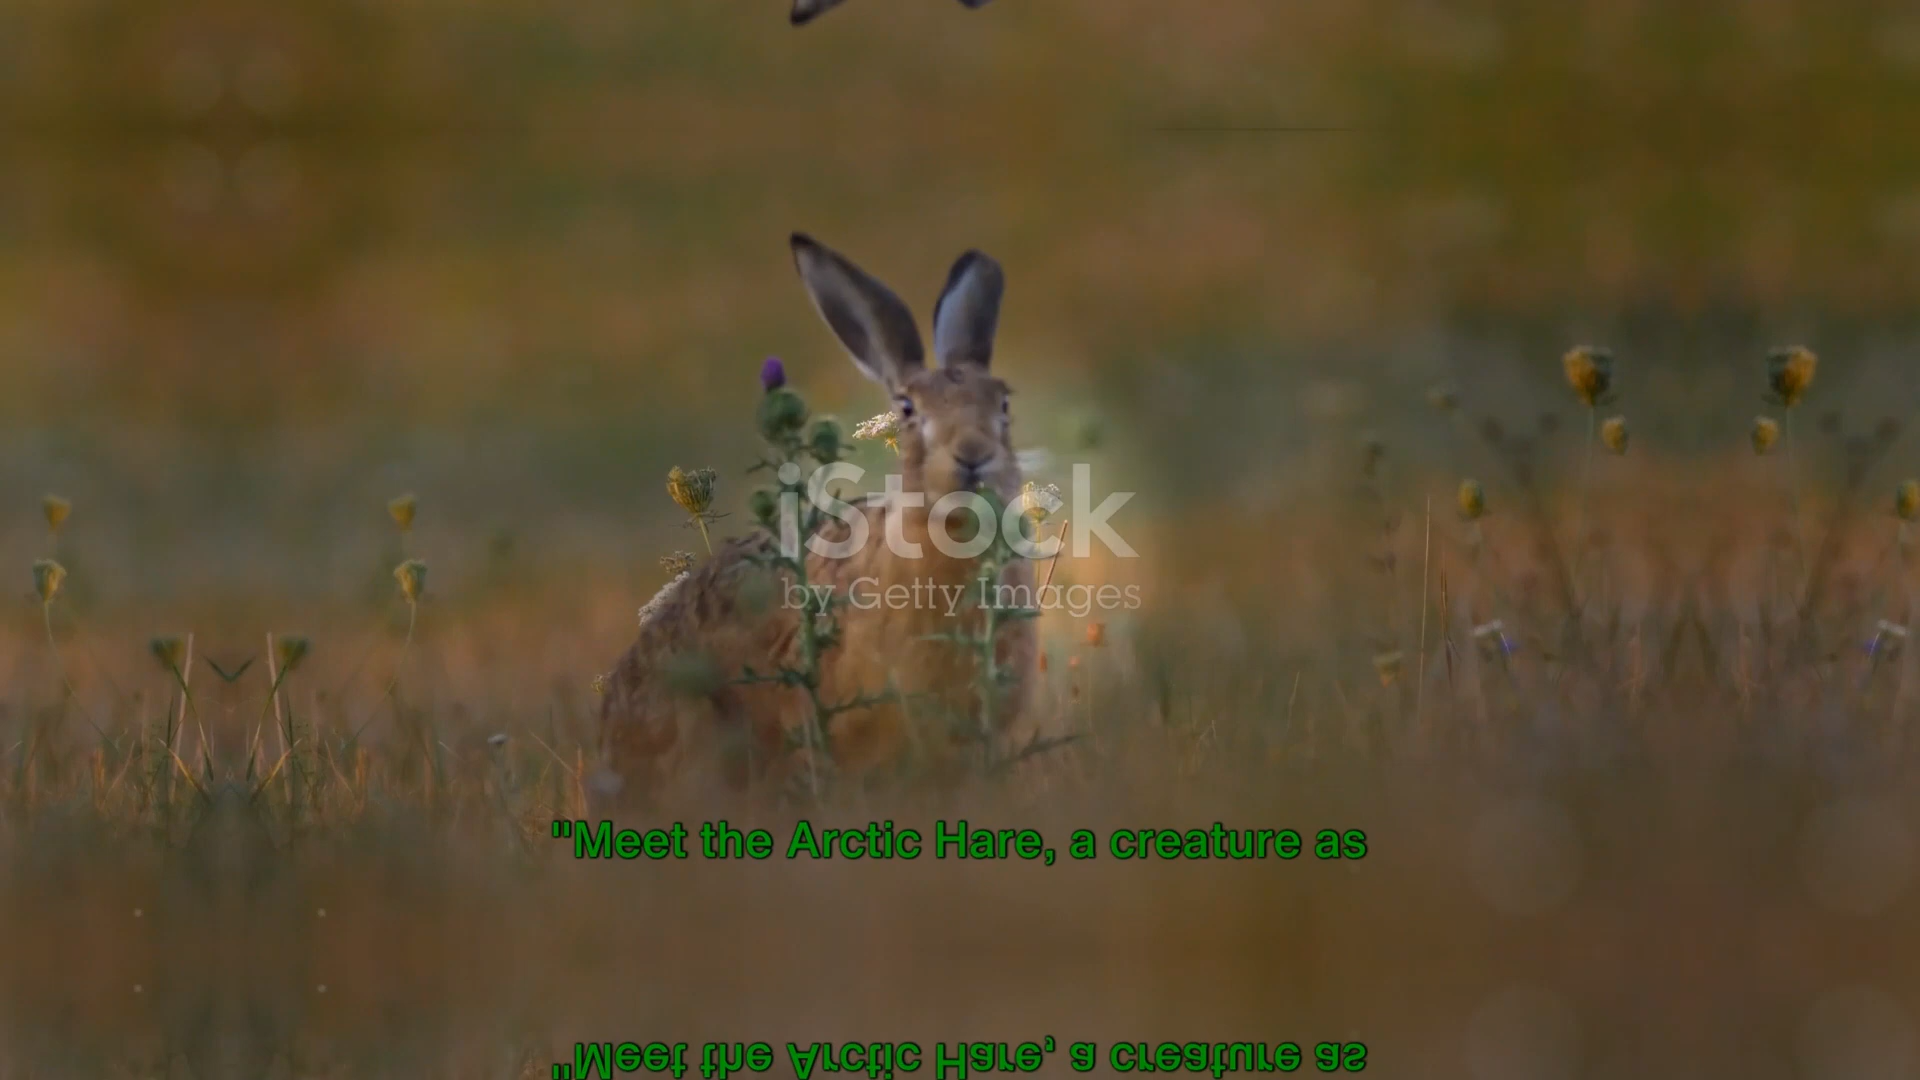 iStock
by Getty Images
"Meet the Arctic Hare, a creature as
"Meet the Arctic Hare, a creature as